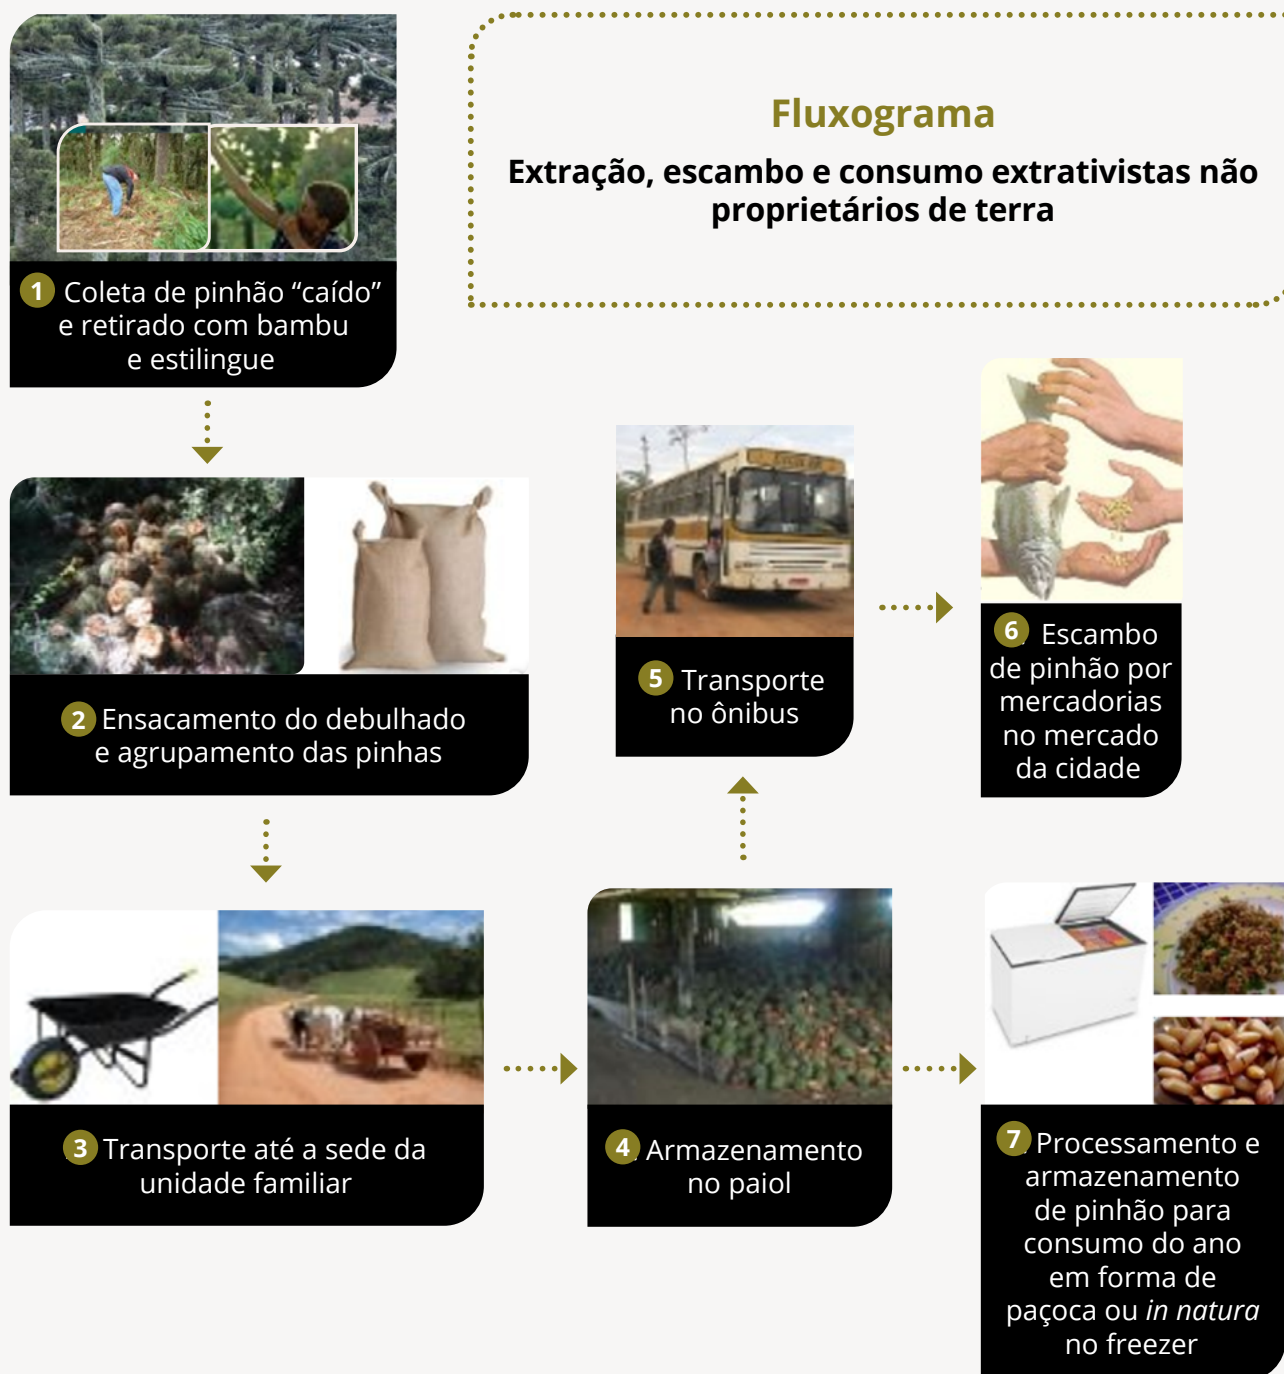 Fluxograma
Extração, escambo e consumo extrativistas não
proprietários de terra
1 Coleta de pinhão “caído”
e retirado com bambu
e estilingue
2 Ensacamento do debulhado
e agrupamento das pinhas
3 Transporte até a sede da
unidade familiar
4 Armazenamento
no paiol
5 Transporte
no ônibus
6 Escambo
de pinhão por
mercadorias
no mercado
da cidade
7 Processamento e
armazenamento
de pinhão para
consumo do ano
em forma de
paçoca ou in natura
no freezer